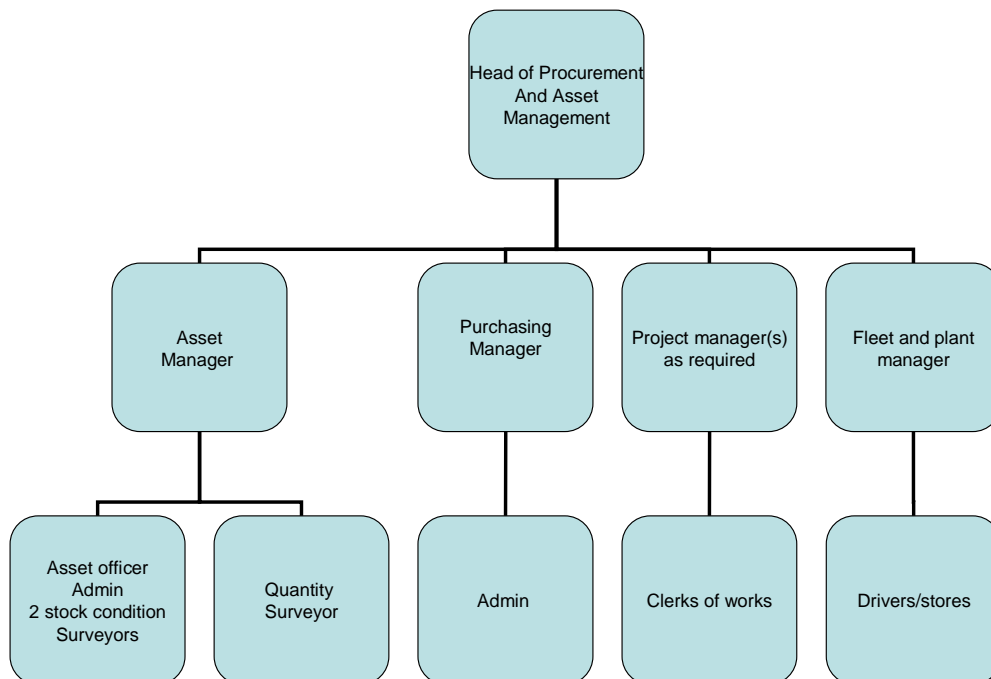 Head of Procurement
And Asset
Management
Asset
Manager
Purchasing
Manager
Project manager(s)
as required
Fleet and plant
manager
Asset officer
Admin
2 stock condition
Surveyors
Quantity
Surveyor
Admin
Clerks of works
Drivers/stores